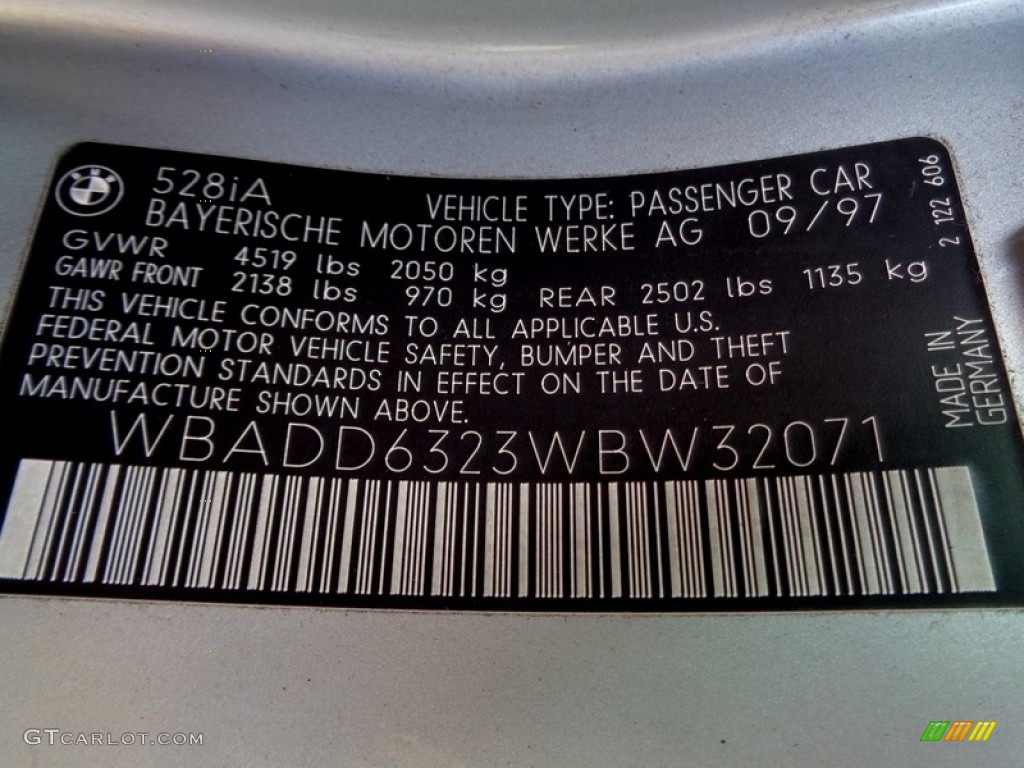 528iA VEHICLE TYPE: PASSENGER CAR
BAYERISCHE MOTOREN WERKE AG 09/97
GVWR 4519 lbs 2050 kg
GAWR FRONT 2138 lbs 970 kg REAR 2502 lbs 1135 kg
THIS VEHICLE CONFORMS TO ALL APPLICABLE U.S.
FEDERAL MOTOR VEHICLE SAFETY, BUMPER AND THEFT
PREVENTION STANDARDS IN EFFECT ON THE DATE OF
MANUFACTURE SHOWN ABOVE.
WBADD6323WBW32071
2 122 606
MADE IN
GERMANY
GTCARLOT.COM